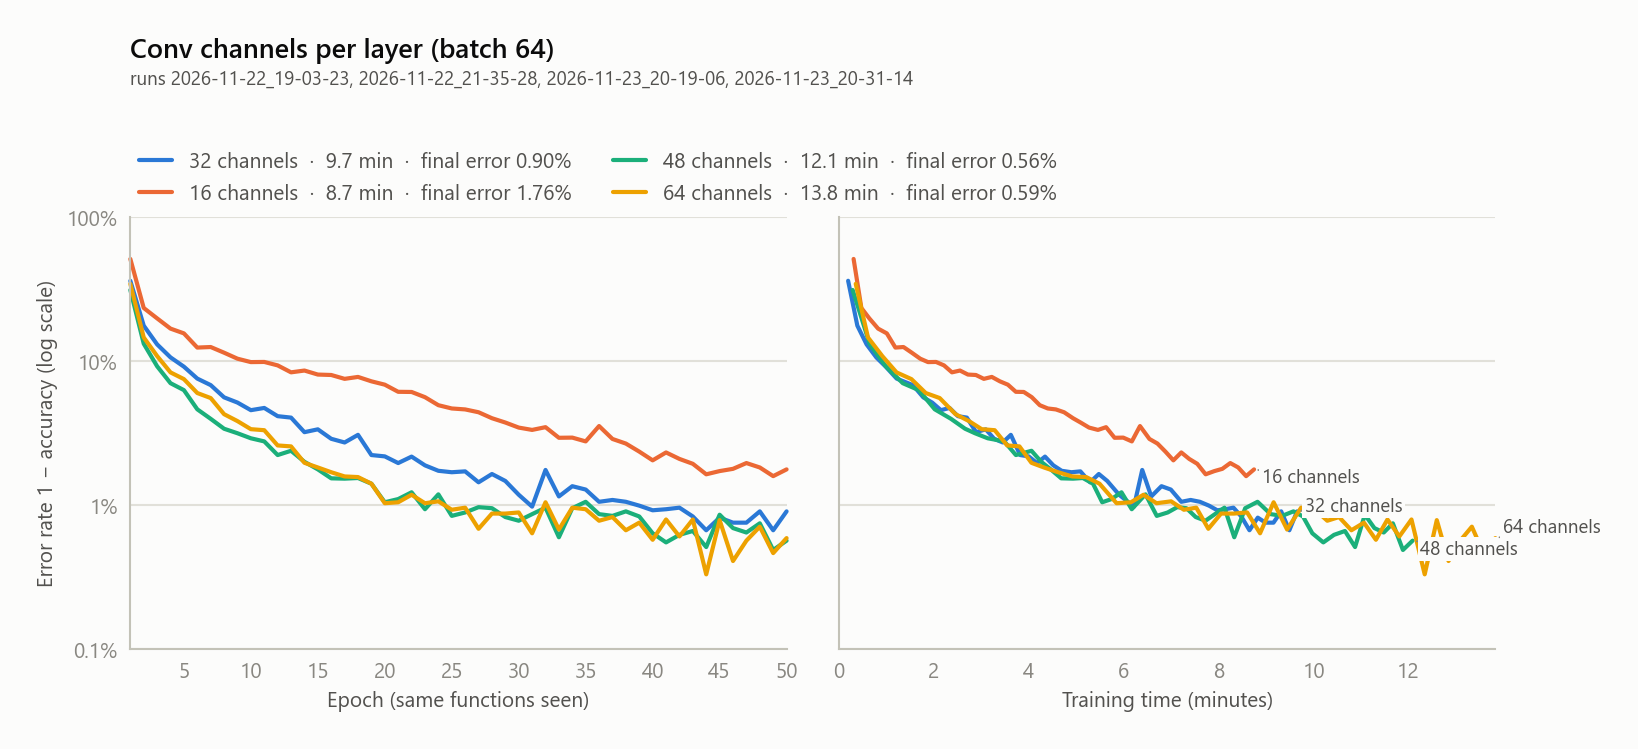 Conv channels per layer (batch 64)
runs 2026-11-22_19-03-23, 2026-11-22_21-35-28, 2026-11-23_20-19-06, 2026-11-23_20-31-14
32 channels · 9.7 min · final error 0.90%
48 channels · 12.1 min · final error 0.56%
16 channels · 8.7 min · final error 1.76%
64 channels · 13.8 min · final error 0.59%
Error rate 1 − accuracy (log scale)
100%
10%
1%
0.1%
5 10 15 20 25 30 35 40 45 50
Epoch (same functions seen)
16 channels
32 channels
64 channels
48 channels
0 2 4 6 8 10 12
Training time (minutes)